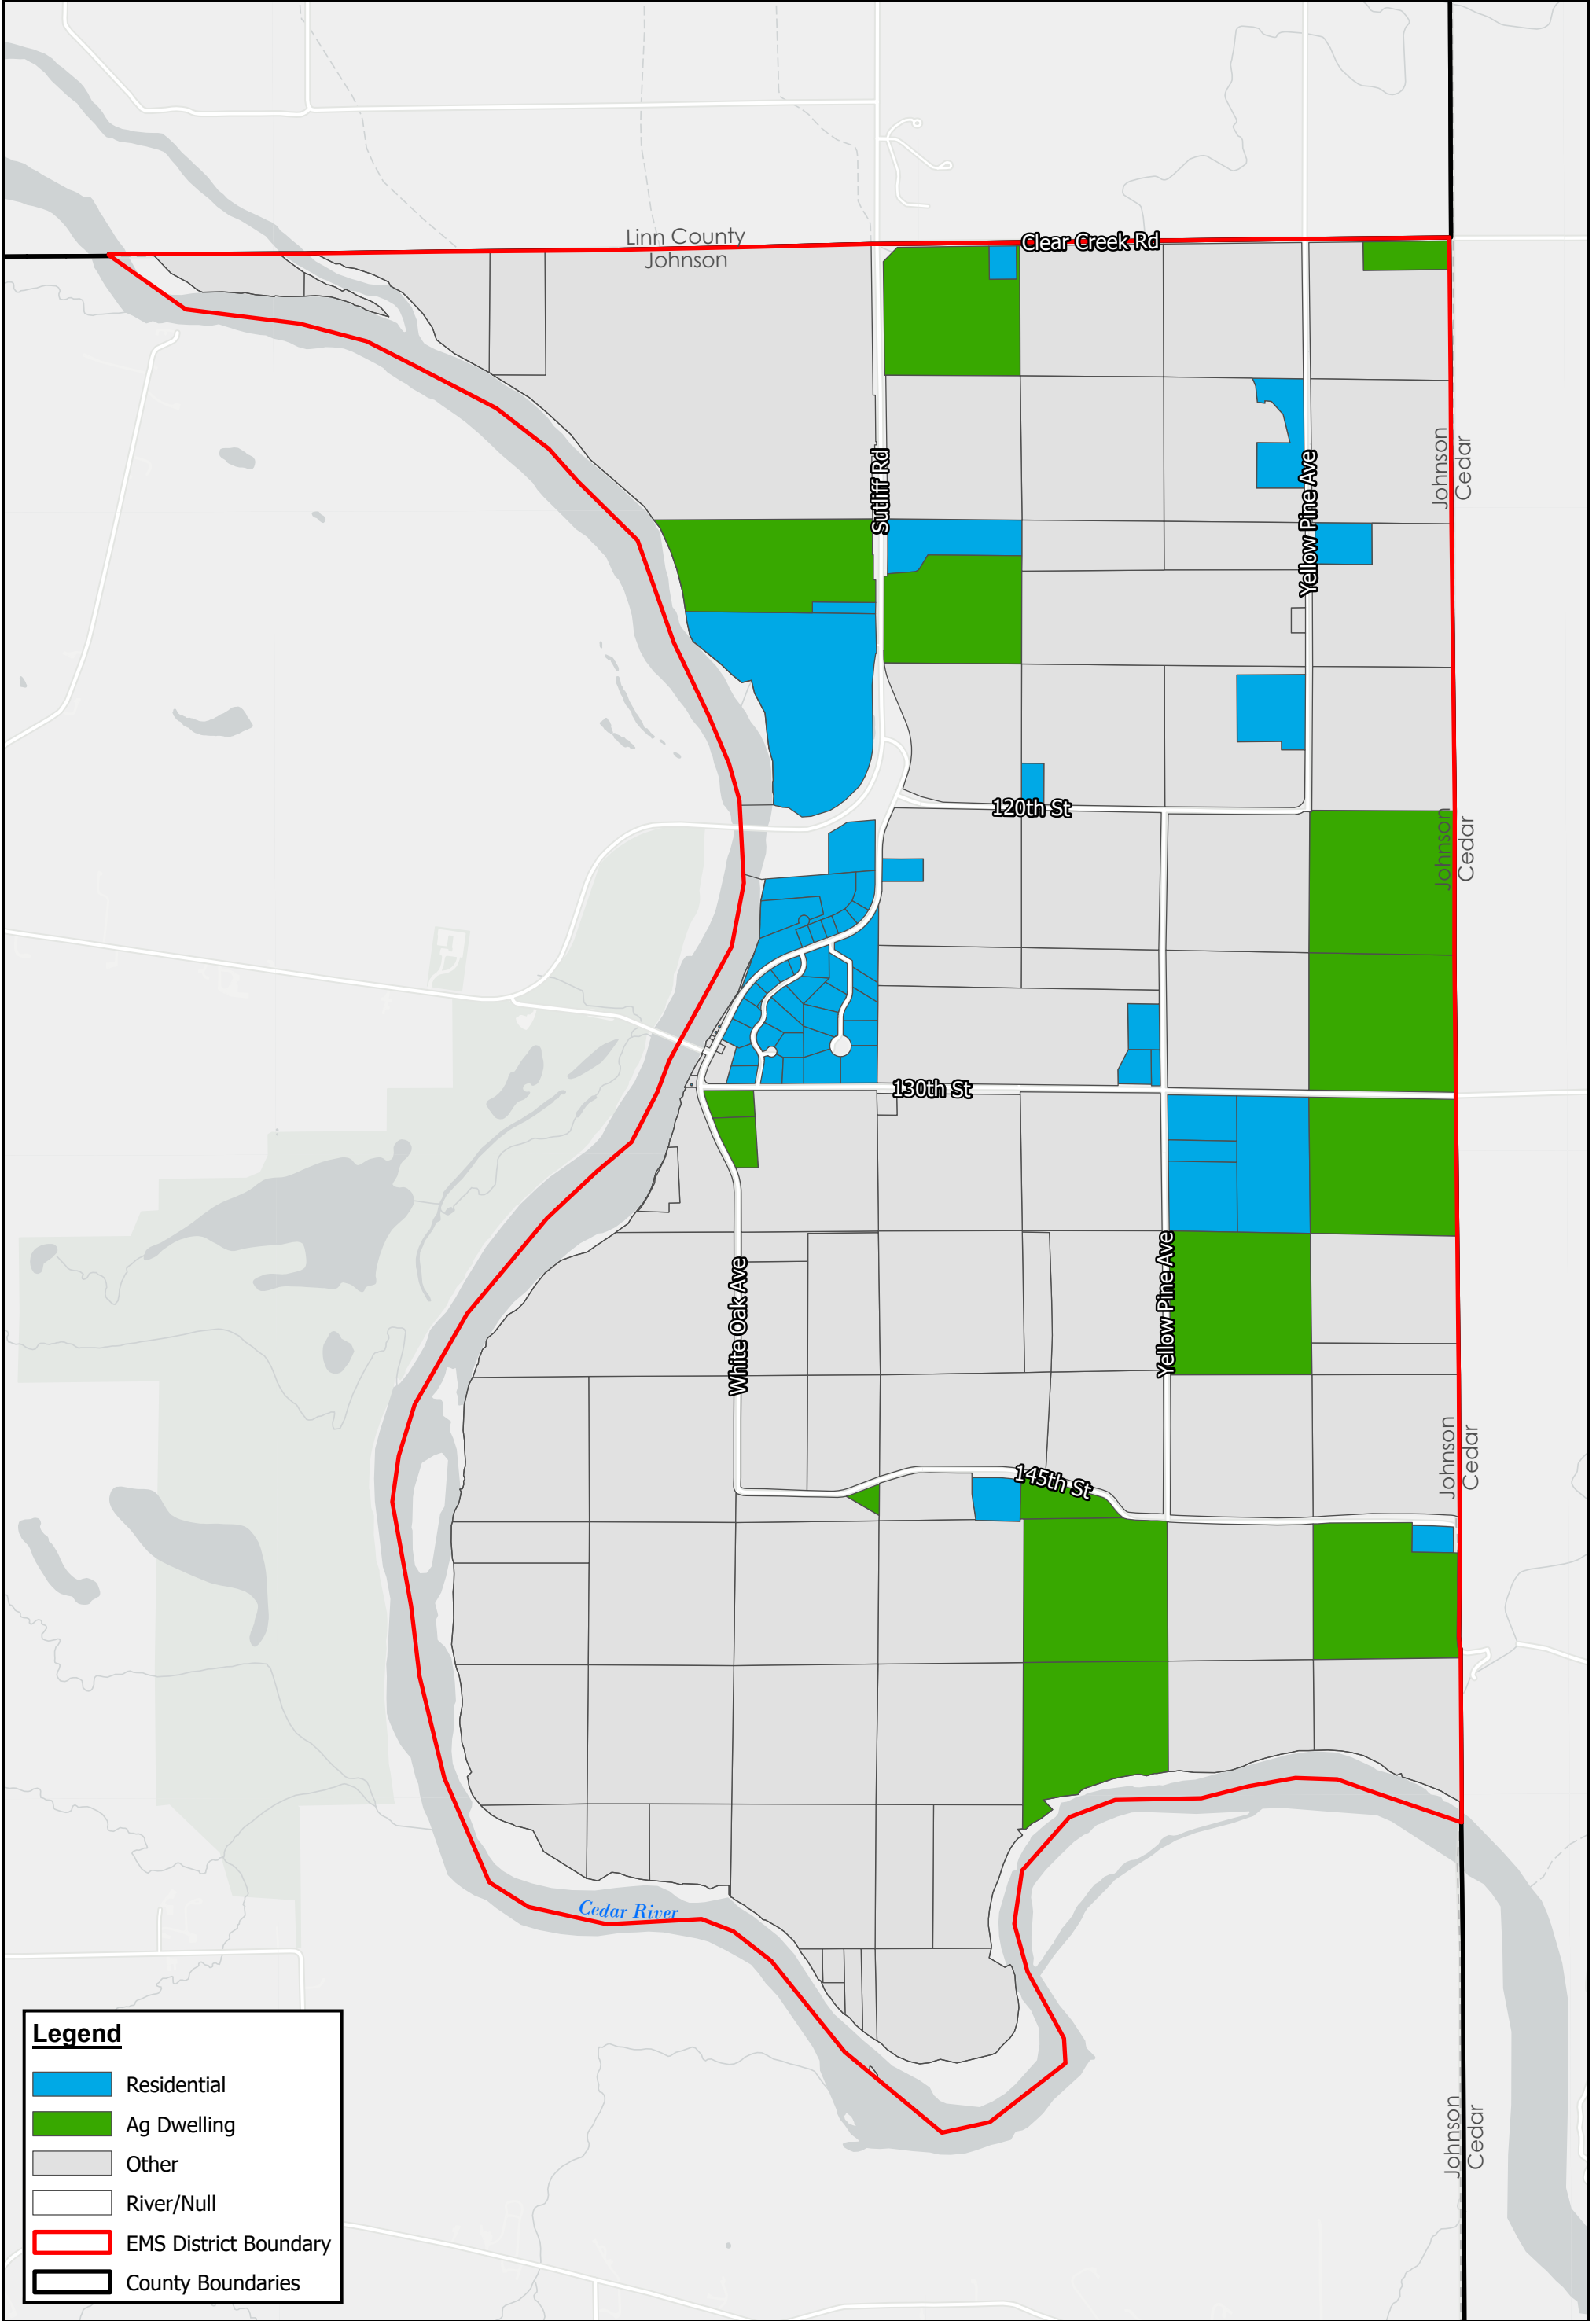 Linn County
Johnson
Clear Creek Rd
Johnson
Cedar
Sutliff Rd
Yellow Pine Ave
120th St
Johnson
Cedar
130th St
White Oak Ave
Yellow Pine Ave
Johnson
Cedar
145th St
Cedar River
Johnson
Cedar
Legend
Residential
Ag Dwelling
Other
River/Null
EMS District Boundary
County Boundaries